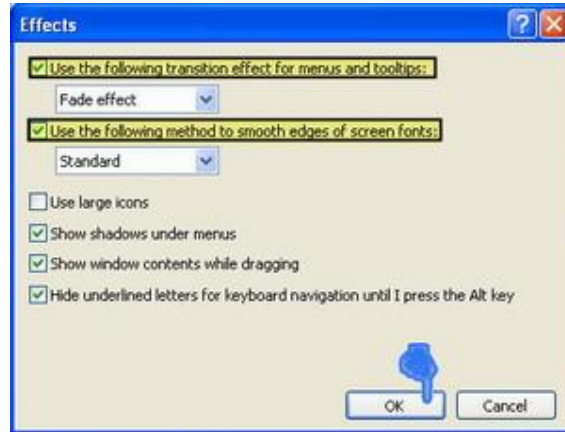 Effects
Use the following transition effect for menus and tooltips:
Fade effect
Use the following method to smooth edges of screen fonts:
Standard
Use large icons
Show shadows under menus
Show window contents while dragging
Hide underlined letters for keyboard navigation until I press the Alt key
OK Cancel